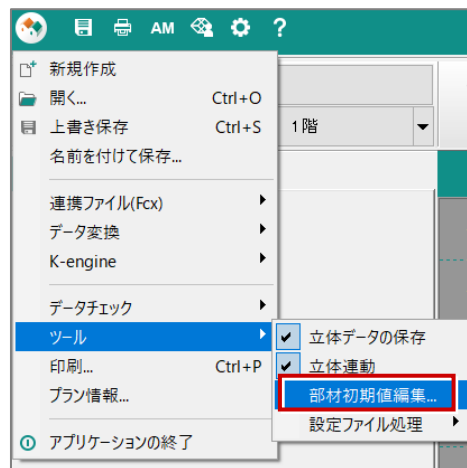 AM ?
新規作成
開く... Ctrl+O
上書き保存 Ctrl+S
1階
名前を付けて保存...
連携ファイル(Fcx)
データ変換
K-engine
データチェック
ツール
立体データの保存
印刷... Ctrl+P
立体連動
プラン情報...
部材初期値編集...
設定ファイル処理
アプリケーションの終了